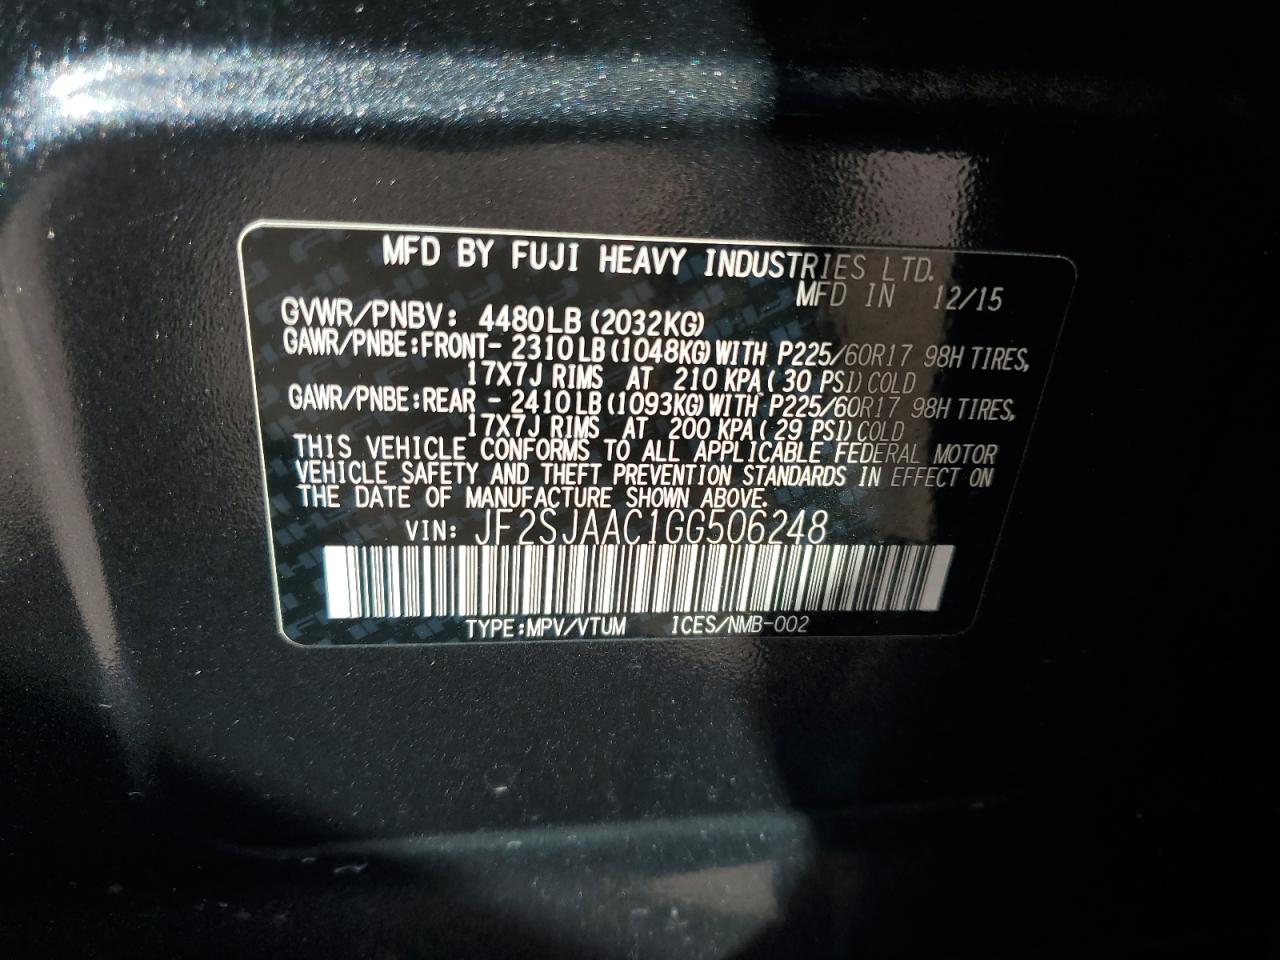 MFD BY FUJI HEAVY INDUSTRIES LTD.
MFD IN 12/15
GVWR/PNBV: 4480LB (2032KG)
GAWR/PNBE:FRONT- 2310LB (1048KG) WITH P225/60R17 98H TIRES,
17X7J RIMS AT 210 KPA( 30 PSI) COLD
GAWR/PNBE:REAR - 2410LB (1093KG) WITH P225/60R17 98H TIRES,
17X7J RIMS AT 200 KPA( 29 PSI) COLD
THIS VEHICLE CONFORMS TO ALL APPLICABLE FEDERAL MOTOR
VEHICLE SAFETY AND THEFT PREVENTION STANDARDS IN EFFECT ON
THE DATE OF MANUFACTURE SHOWN ABOVE.
VIN: JF2SJAAC1GG506248
TYPE:MPV/VTUM ICES/NMB-002